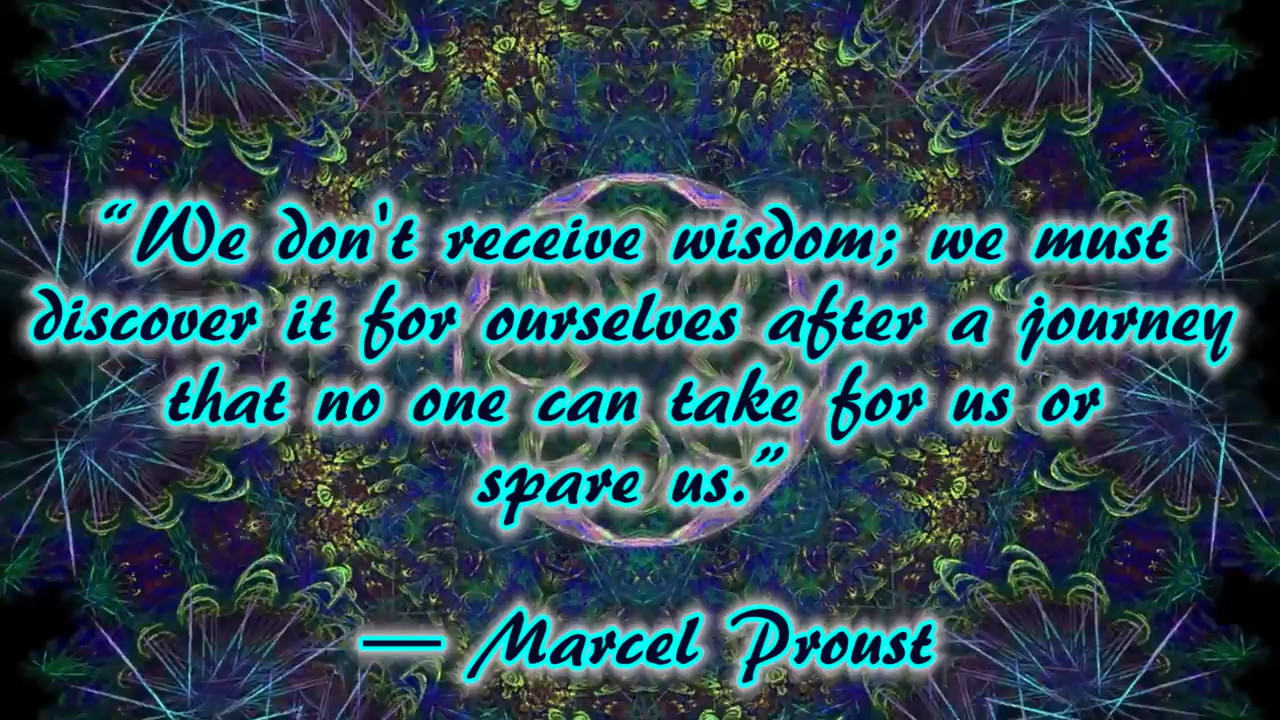 “We don't receive wisdom; we must
discover it for ourselves after a journey
that no one can take for us or
spare us.”
— Marcel Proust